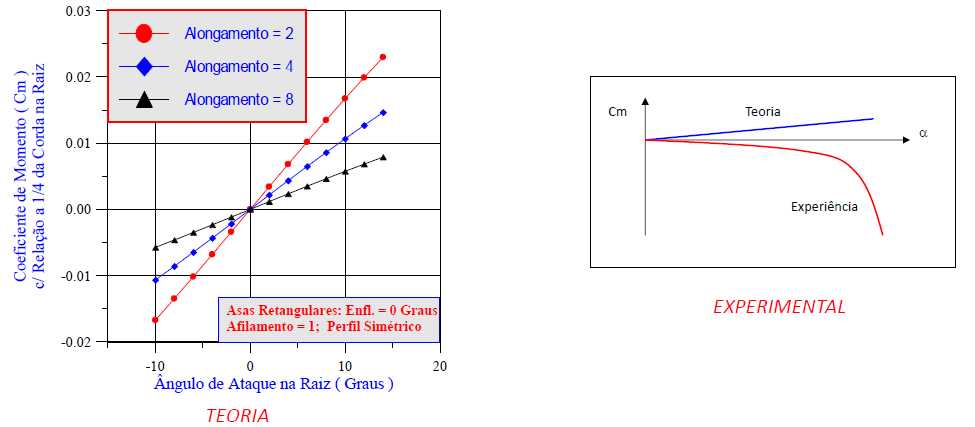 0.03
0.02
0.01
0.00
-0.01
-0.02
Coeficiente de Momento ( Cm )
c/ Relação a 1/4 da Corda na Raiz
Alongamento = 2
Alongamento = 4
Alongamento = 8
Asas Retangulares: Enfl. = 0 Graus
Afilamento = 1; Perfil Simétrico
-10
0
10
20
Ângulo de Ataque na Raiz ( Graus )
TEORIA
Cm
Teoria
α
Experiência
EXPERIMENTAL